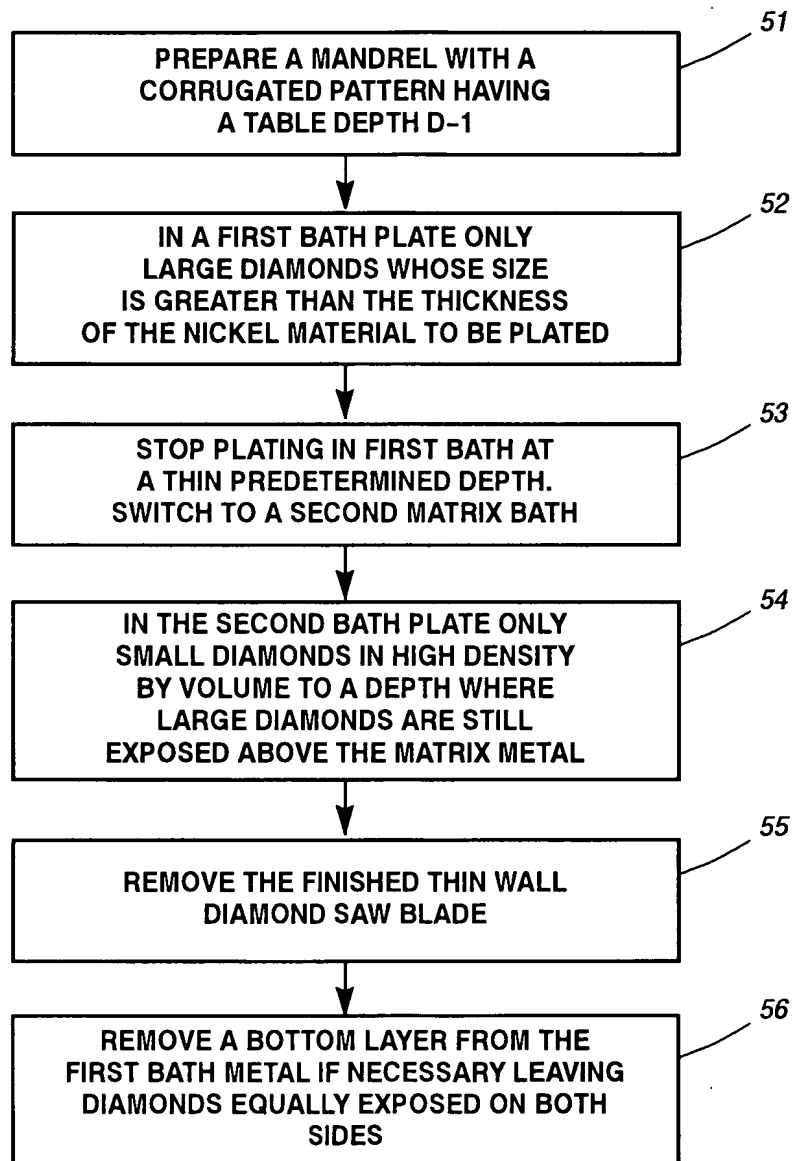 51
PREPARE A MANDREL WITH A
CORRUGATED PATTERN HAVING
A TABLE DEPTH D-1
52
IN A FIRST BATH PLATE ONLY
LARGE DIAMONDS WHOSE SIZE
IS GREATER THAN THE THICKNESS
OF THE NICKEL MATERIAL TO BE PLATED
53
STOP PLATING IN FIRST BATH AT
A THIN PREDETERMINED DEPTH.
SWITCH TO A SECOND MATRIX BATH
54
IN THE SECOND BATH PLATE ONLY
SMALL DIAMONDS IN HIGH DENSITY
BY VOLUME TO A DEPTH WHERE
LARGE DIAMONDS ARE STILL
EXPOSED ABOVE THE MATRIX METAL
55
REMOVE THE FINISHED THIN WALL
DIAMOND SAW BLADE
56
REMOVE A BOTTOM LAYER FROM THE
FIRST BATH METAL IF NECESSARY LEAVING
DIAMONDS EQUALLY EXPOSED ON BOTH
SIDES